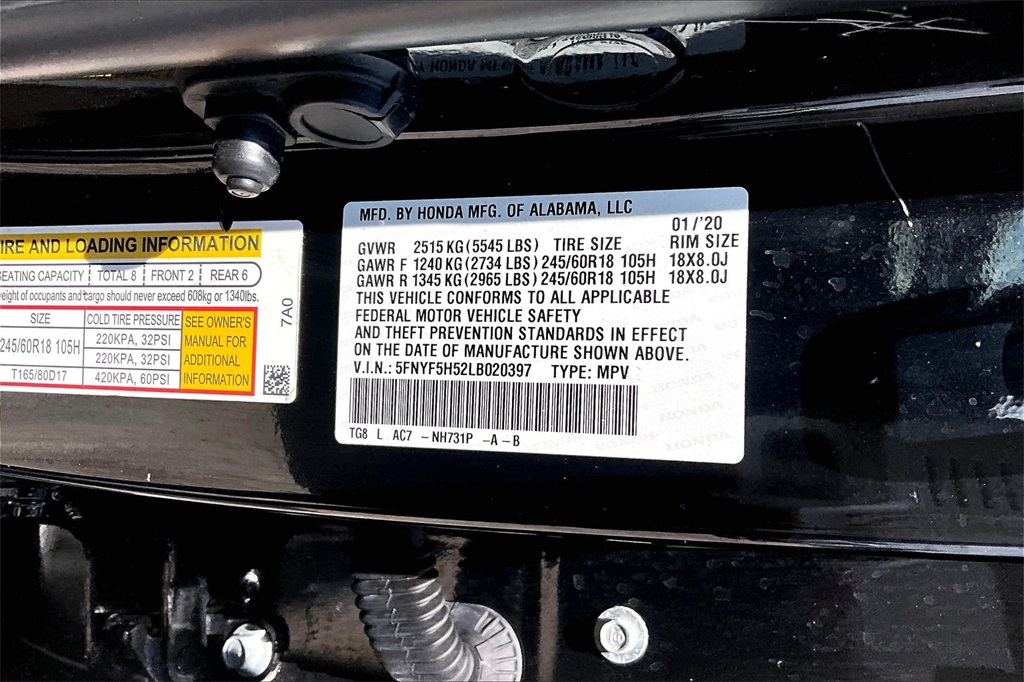 IRE AND LOADING INFORMATION
SEATING CAPACITY TOTAL 8 FRONT 2 REAR 6
weight of occupants and cargo should never exceed 608kg or 1340lbs.
SIZE COLD TIRE PRESSURE SEE OWNER'S
245/60R18 105H 220KPA, 32PSI MANUAL FOR
220KPA, 32PSI ADDITIONAL
T165/80D17 420KPA, 60PSI INFORMATION
7A0
MFD. BY HONDA MFG. OF ALABAMA, LLC
01/'20
GVWR 2515 KG (5545 LBS) TIRE SIZE RIM SIZE
GAWR F 1240 KG (2734 LBS) 245/60R18 105H 18X8.0J
GAWR R 1345 KG (2965 LBS) 245/60R18 105H 18X8.0J
THIS VEHICLE CONFORMS TO ALL APPLICABLE
FEDERAL MOTOR VEHICLE SAFETY
AND THEFT PREVENTION STANDARDS IN EFFECT
ON THE DATE OF MANUFACTURE SHOWN ABOVE.
V.I.N.: 5FNYF5H52LB020397 TYPE: MPV
TG8 L AC7 -NH731P -A-B